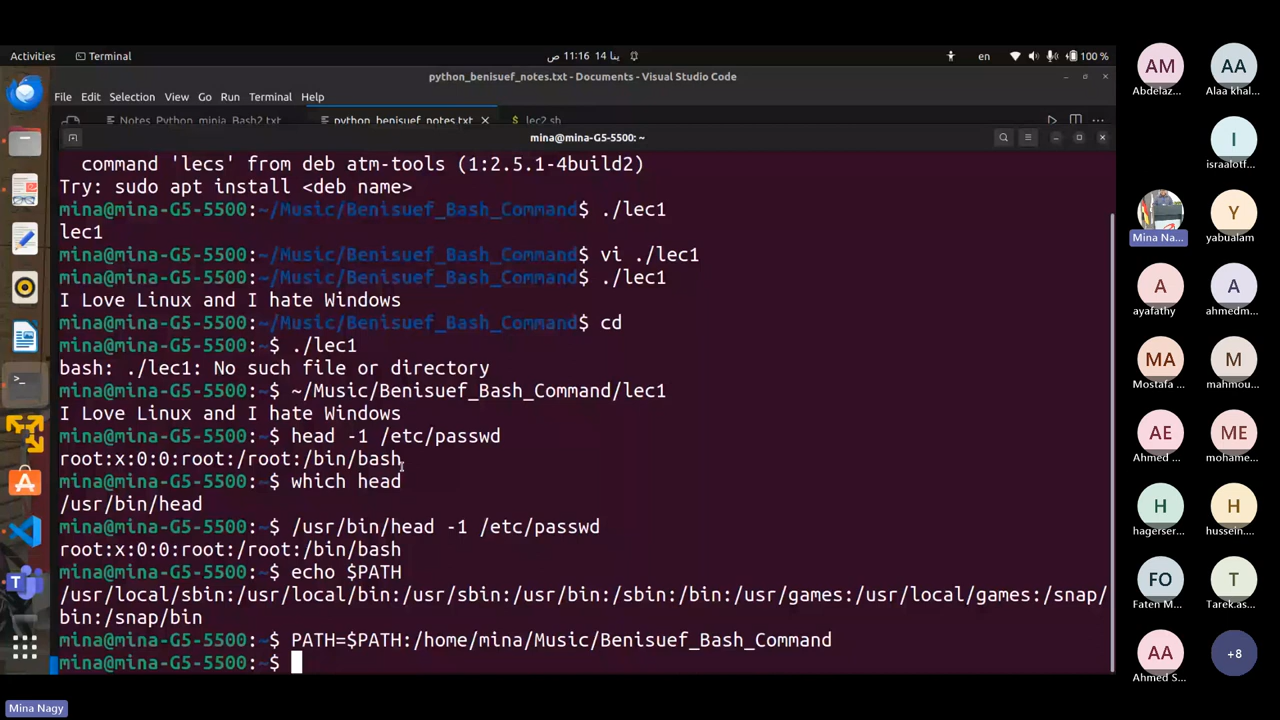 Activities
Terminal
ص 11:16 ينا 14
en
100 %
python_benisuef_notes.txt - Documents - Visual Studio Code
File Edit Selection View Go Run Terminal Help
Notes_Python_minia_Bash2.txt
python_benisuef_notes.txt
lec2.sh
mina@mina-G5-5500: ~
command 'lecs' from deb atm-tools (1:2.5.1-4build2)
Try: sudo apt install <deb name>
mina@mina-G5-5500:~/Music/Benisuef_Bash_Command$ ./lec1
lec1
mina@mina-G5-5500:~/Music/Benisuef_Bash_Command$ vi ./lec1
mina@mina-G5-5500:~/Music/Benisuef_Bash_Command$ ./lec1
I Love Linux and I hate Windows
mina@mina-G5-5500:~/Music/Benisuef_Bash_Command$ cd
mina@mina-G5-5500:~$ ./lec1
bash: ./lec1: No such file or directory
mina@mina-G5-5500:~$ ~/Music/Benisuef_Bash_Command/lec1
I Love Linux and I hate Windows
mina@mina-G5-5500:~$ head -1 /etc/passwd
root:x:0:0:root:/root:/bin/bash
mina@mina-G5-5500:~$ which head
/usr/bin/head
mina@mina-G5-5500:~$ /usr/bin/head -1 /etc/passwd
root:x:0:0:root:/root:/bin/bash
mina@mina-G5-5500:~$ echo $PATH
/usr/local/sbin:/usr/local/bin:/usr/sbin:/usr/bin:/sbin:/bin:/usr/games:/usr/local/games:/snap/
bin:/snap/bin
mina@mina-G5-5500:~$ PATH=$PATH:/home/mina/Music/Benisuef_Bash_Command
mina@mina-G5-5500:~$
Mina Nagy
AM
Abdelaz...
AA
Alaa khal...
I
israalotf...
Mina Na...
Y
yabualam
A
ayafathy
A
ahmedm...
MA
Mostafa ...
M
mahmou...
AE
Ahmed ...
ME
mohame...
H
hagerser...
H
hussein....
FO
Faten M...
T
Tarek.as...
AA
Ahmed S...
+8